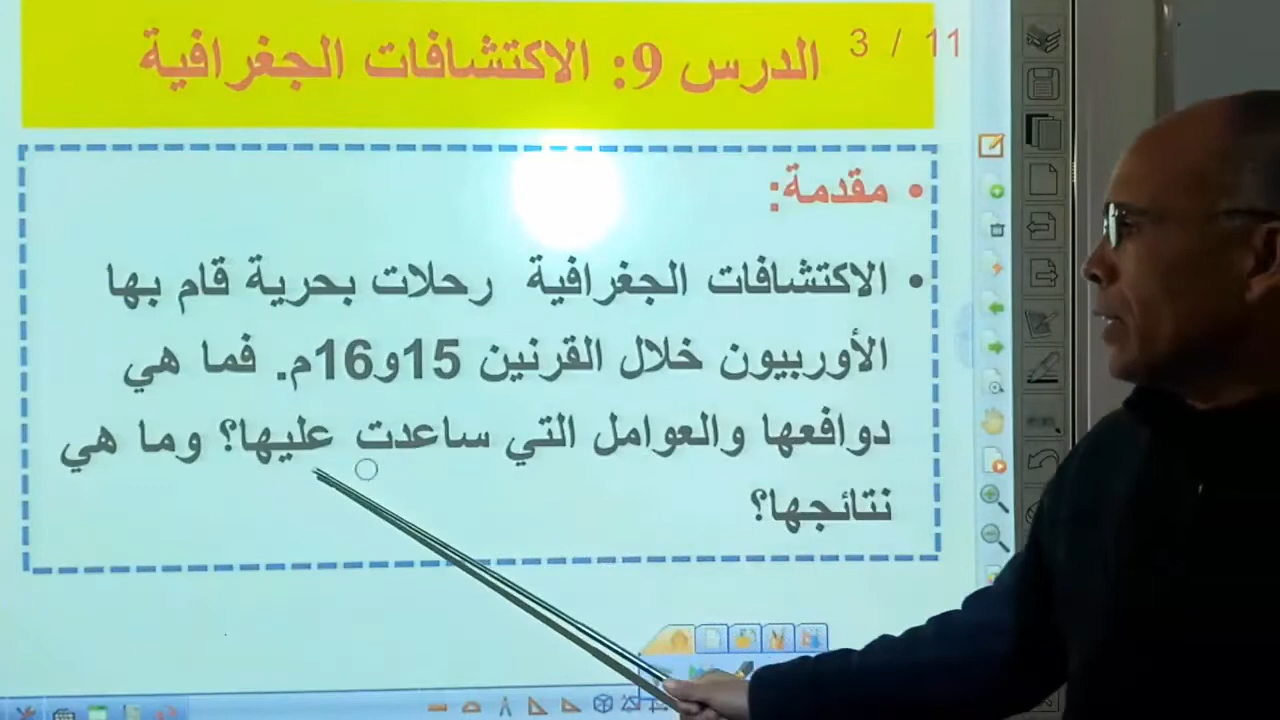 3 / 11
الدرس 9: الاكتشافات الجغرافية
• مقدمة:
• الاكتشافات الجغرافية رحلات بحرية قام بها
الأوربيون خلال القرنين 15و16م. فما هي
دوافعها والعوامل التي ساعدت عليها؟ وما هي
نتائجها؟